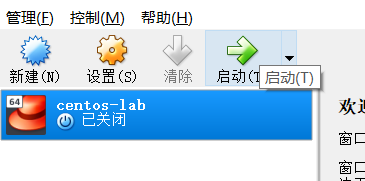 管理(F) 控制(M) 帮助(H)
新建(N) 设置(S) 清除 启动(T
启动(T)
64 centos-lab
已关闭
欢
窗口
窗口